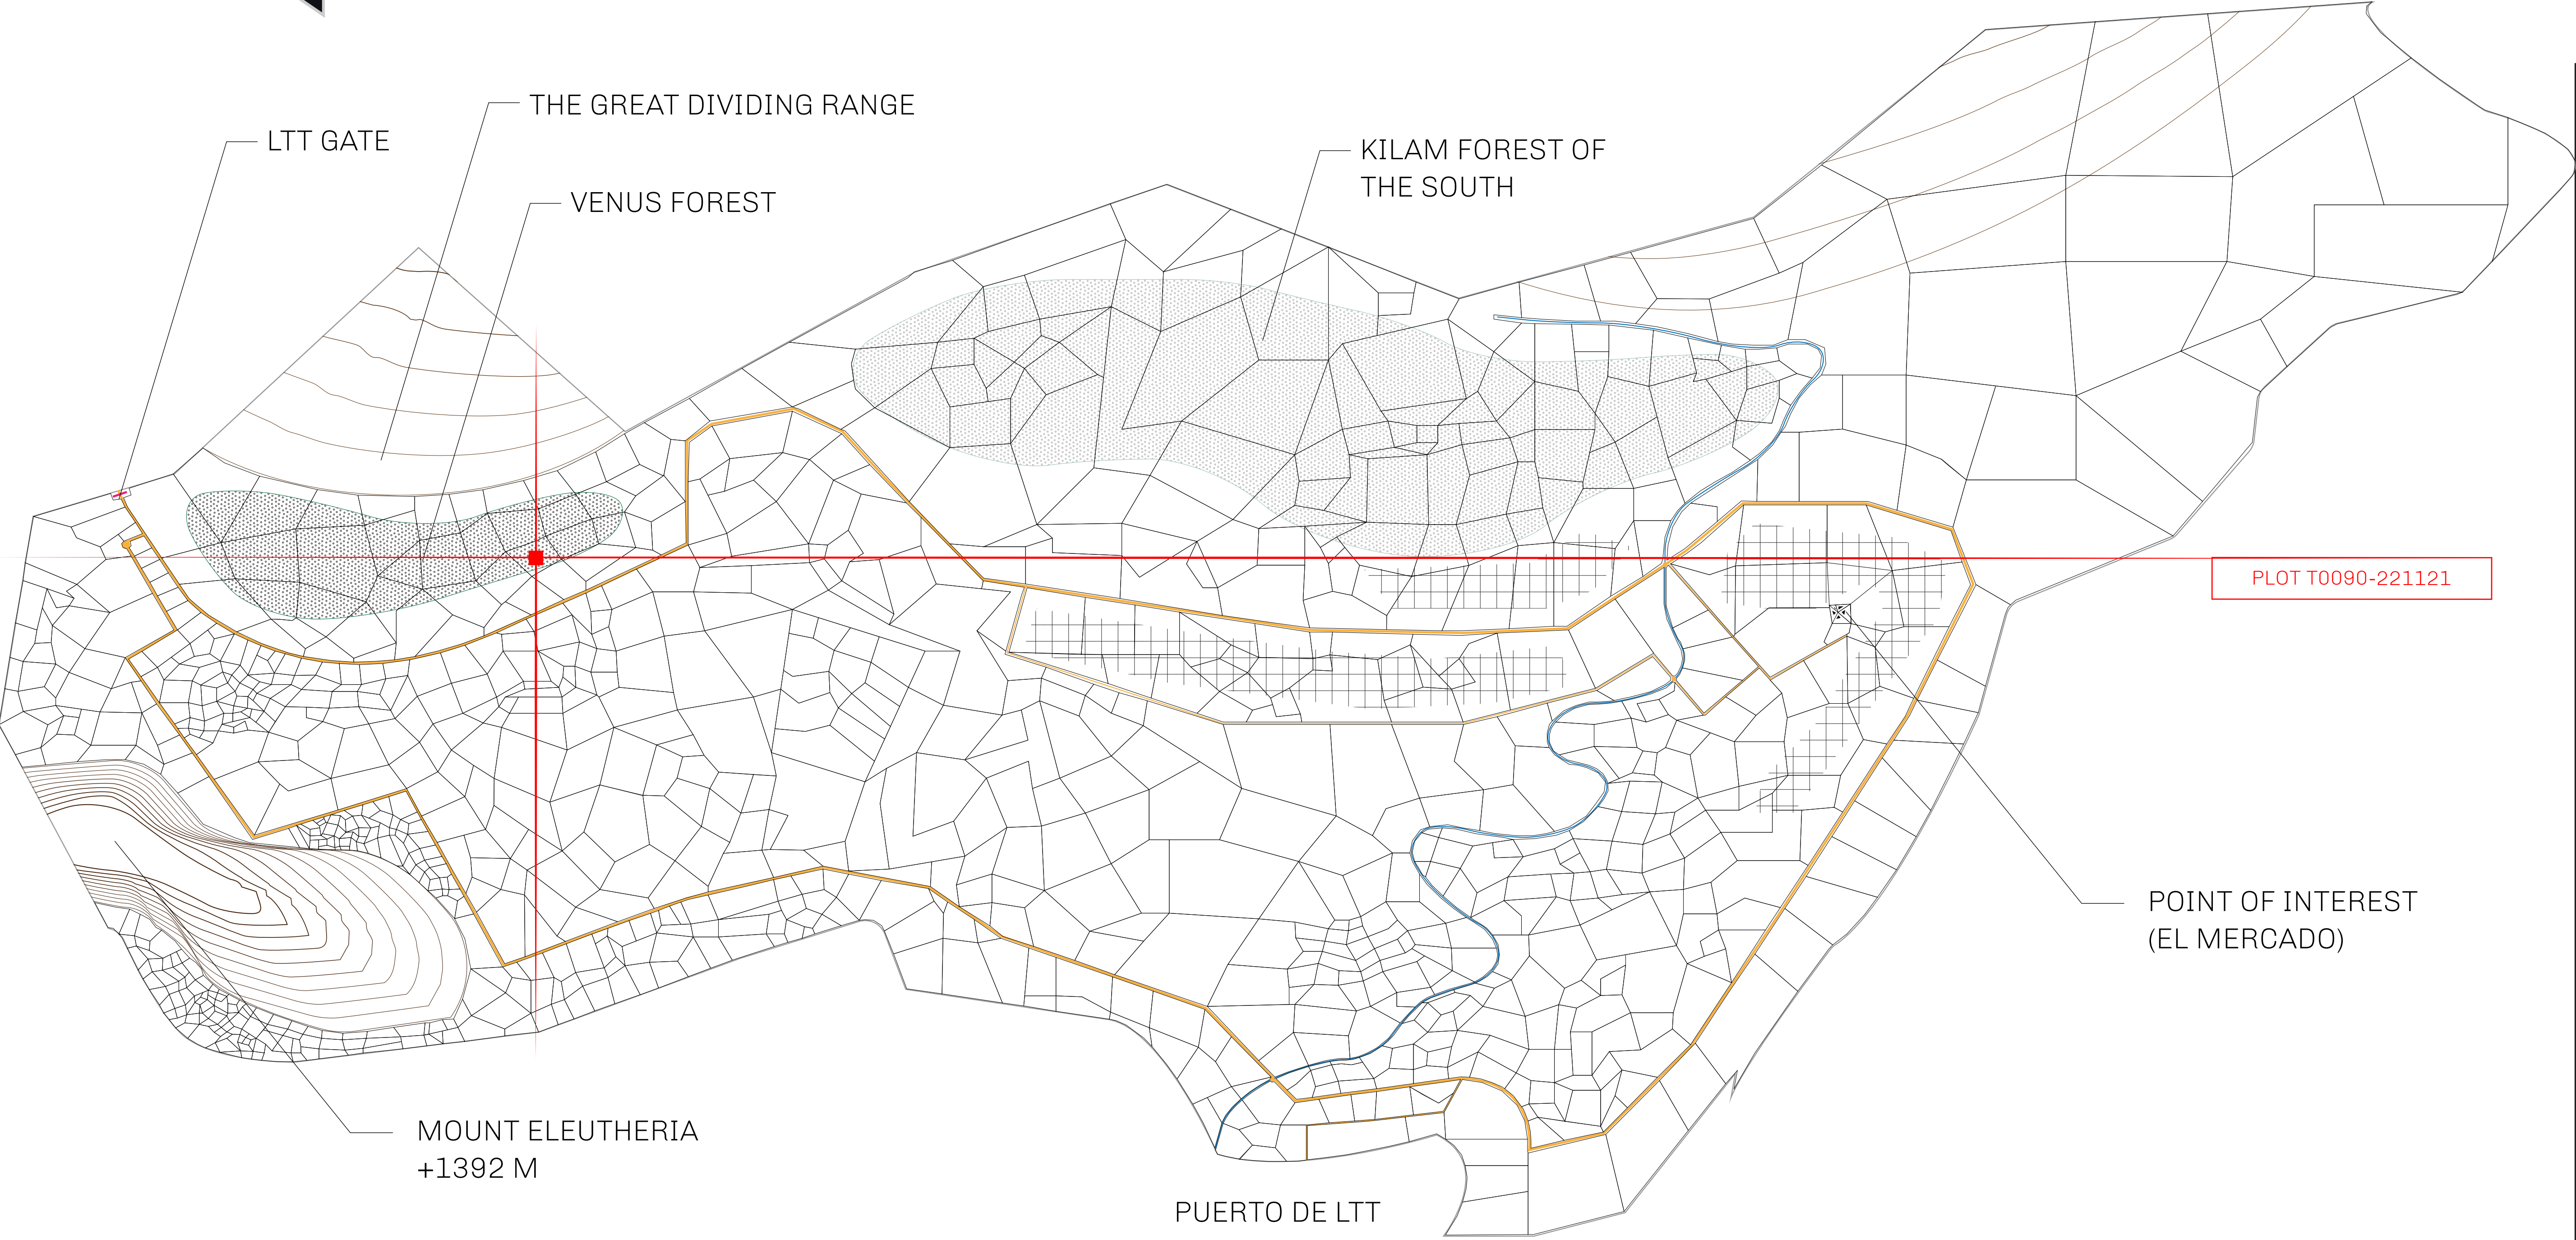 THE GREAT DIVIDING RANGE
LTT GATE
KILAM FOREST OF
THE SOUTH
VENUS FOREST
PLOT T0090-221121
POINT OF INTEREST
(EL MERCADO)
MOUNT ELEUTHERIA
+1392 M
PUERTO DE LTT